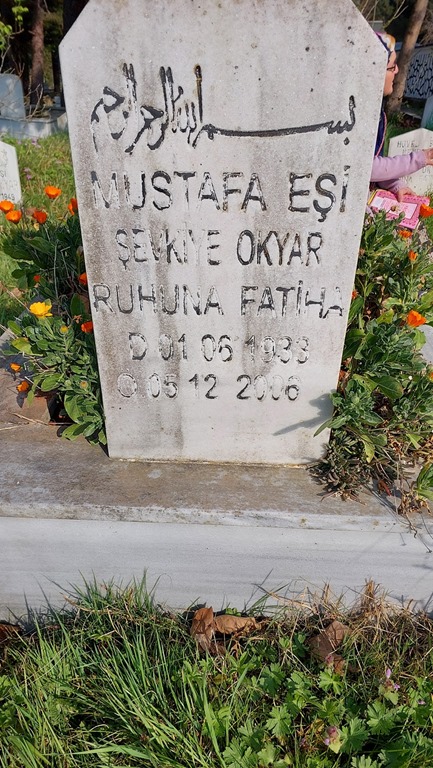 بسم الله الرحمن الرحيم
MUSTAFA EŞİ
ŞEVKİYE OKYAR
RUHUNA FATİHA
D 01 06 1933
Ö 05 12 2006